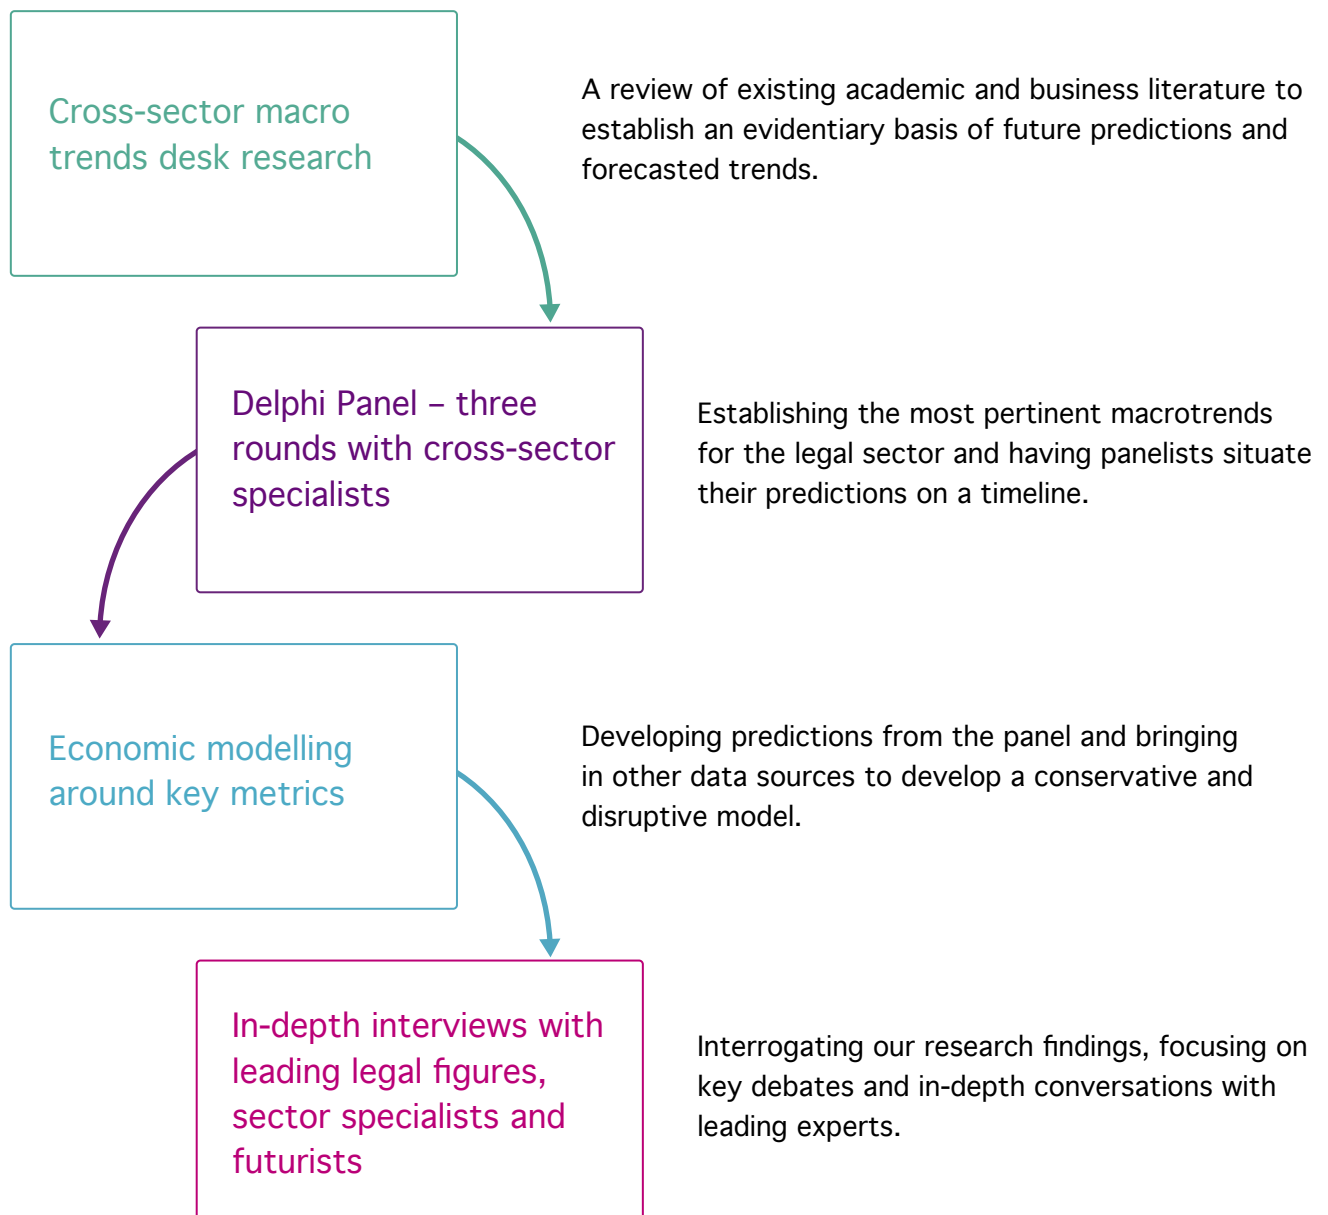 Cross-sector macro
trends desk research
A review of existing academic and business literature to
establish an evidentiary basis of future predictions and
forecasted trends.
Delphi Panel – three
rounds with cross-sector
specialists
Establishing the most pertinent macrotrends
for the legal sector and having panelists situate
their predictions on a timeline.
Economic modelling
around key metrics
Developing predictions from the panel and bringing
in other data sources to develop a conservative and
disruptive model.
In-depth interviews with
leading legal figures,
sector specialists and
futurists
Interrogating our research findings, focusing on
key debates and in-depth conversations with
leading experts.